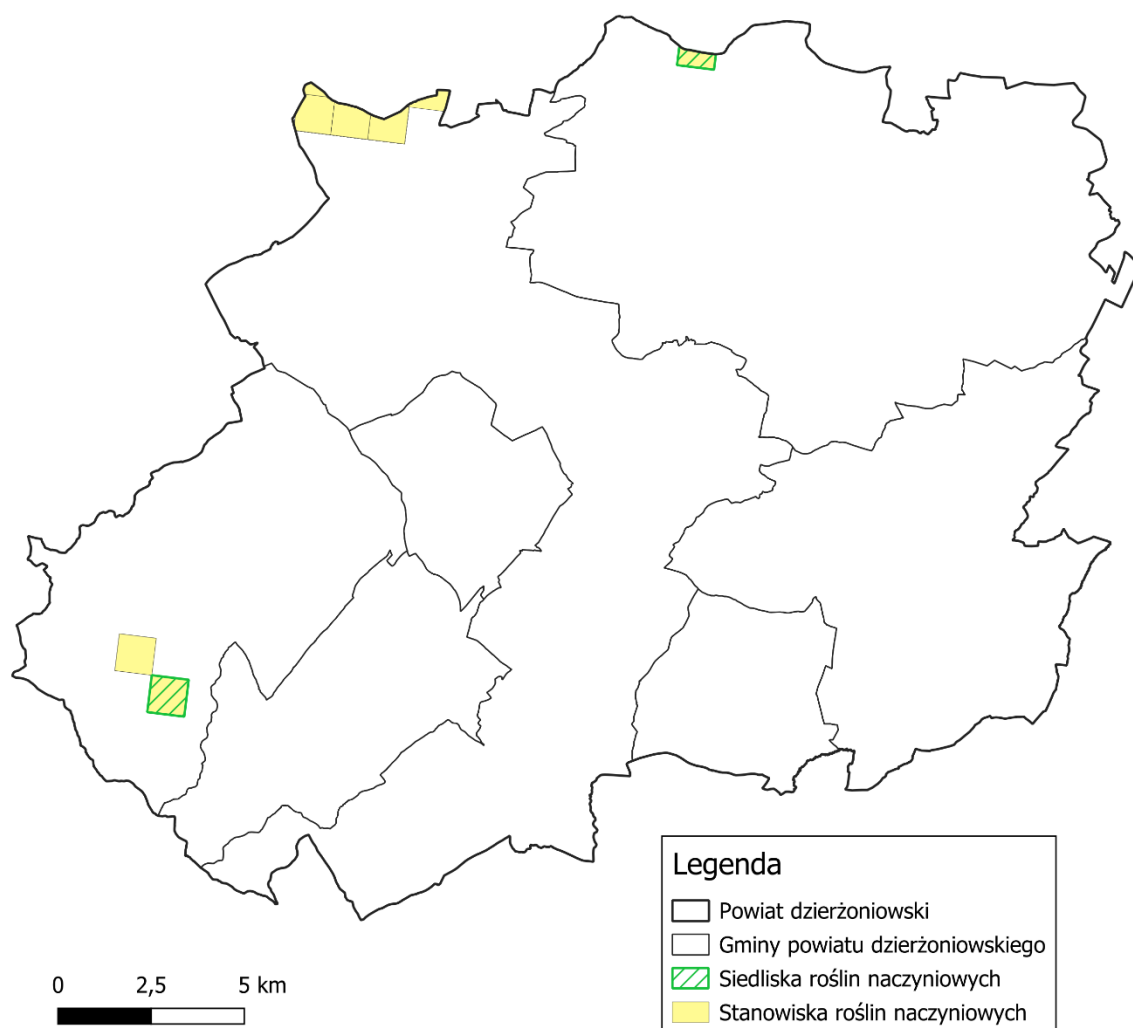 Legenda
Powiat dzierżoniowski
Gminy powiatu dzierżoniowskiego
Siedliska roślin naczyniowych
Stanowiska roślin naczyniowych
0 2,5 5 km